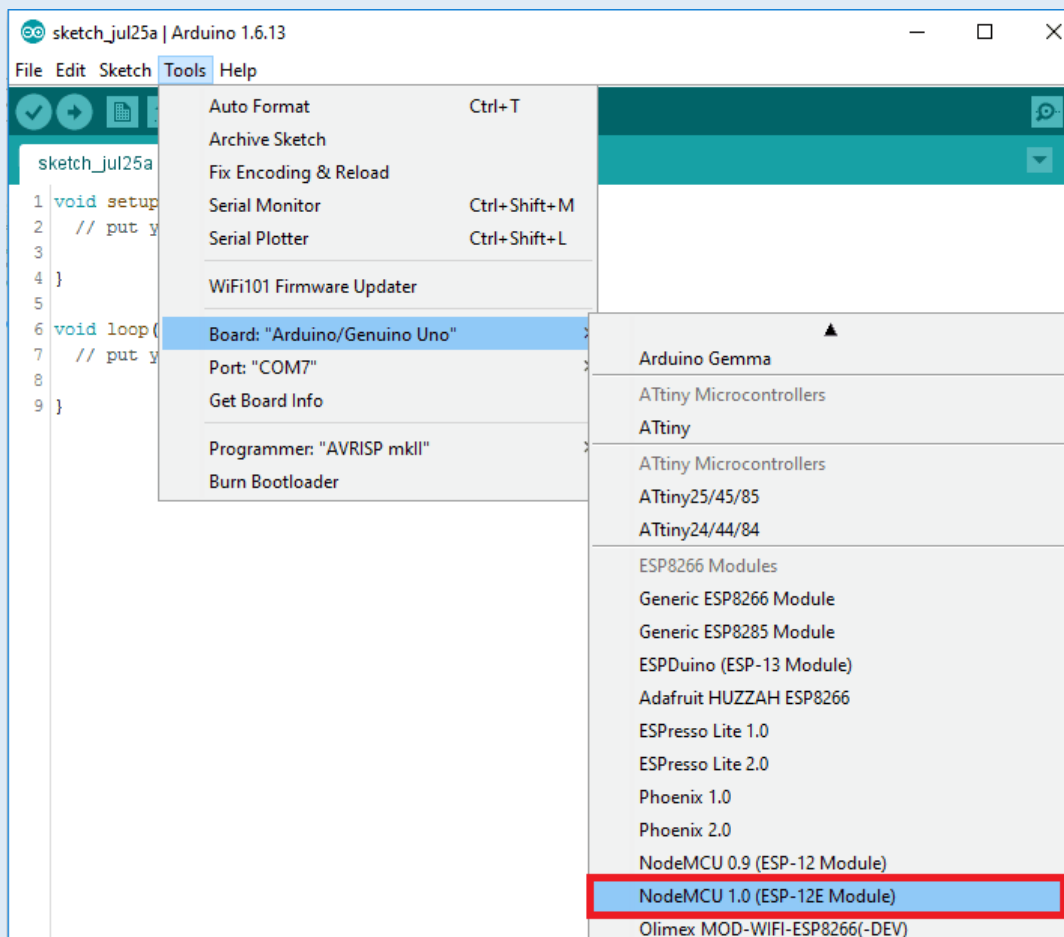 sketch_jul25a | Arduino 1.6.13
File Edit Sketch Tools Help
sketch_jul25a
1 void setup
2 // put y
3
4 }
5
6 void loop(
7 // put y
8
9 }
Auto Format Ctrl+T
Archive Sketch
Fix Encoding & Reload
Serial Monitor Ctrl+Shift+M
Serial Plotter Ctrl+Shift+L
WiFi101 Firmware Updater
Board: "Arduino/Genuino Uno"
Port: "COM7"
Get Board Info
Programmer: "AVRISP mkII"
Burn Bootloader
Arduino Gemma
ATtiny Microcontrollers
ATtiny
ATtiny Microcontrollers
ATtiny25/45/85
ATtiny24/44/84
ESP8266 Modules
Generic ESP8266 Module
Generic ESP8285 Module
ESPDuino (ESP-13 Module)
Adafruit HUZZAH ESP8266
ESPresso Lite 1.0
ESPresso Lite 2.0
Phoenix 1.0
Phoenix 2.0
NodeMCU 0.9 (ESP-12 Module)
NodeMCU 1.0 (ESP-12E Module)
Olimex MOD-WIFI-ESP8266(-DEV)